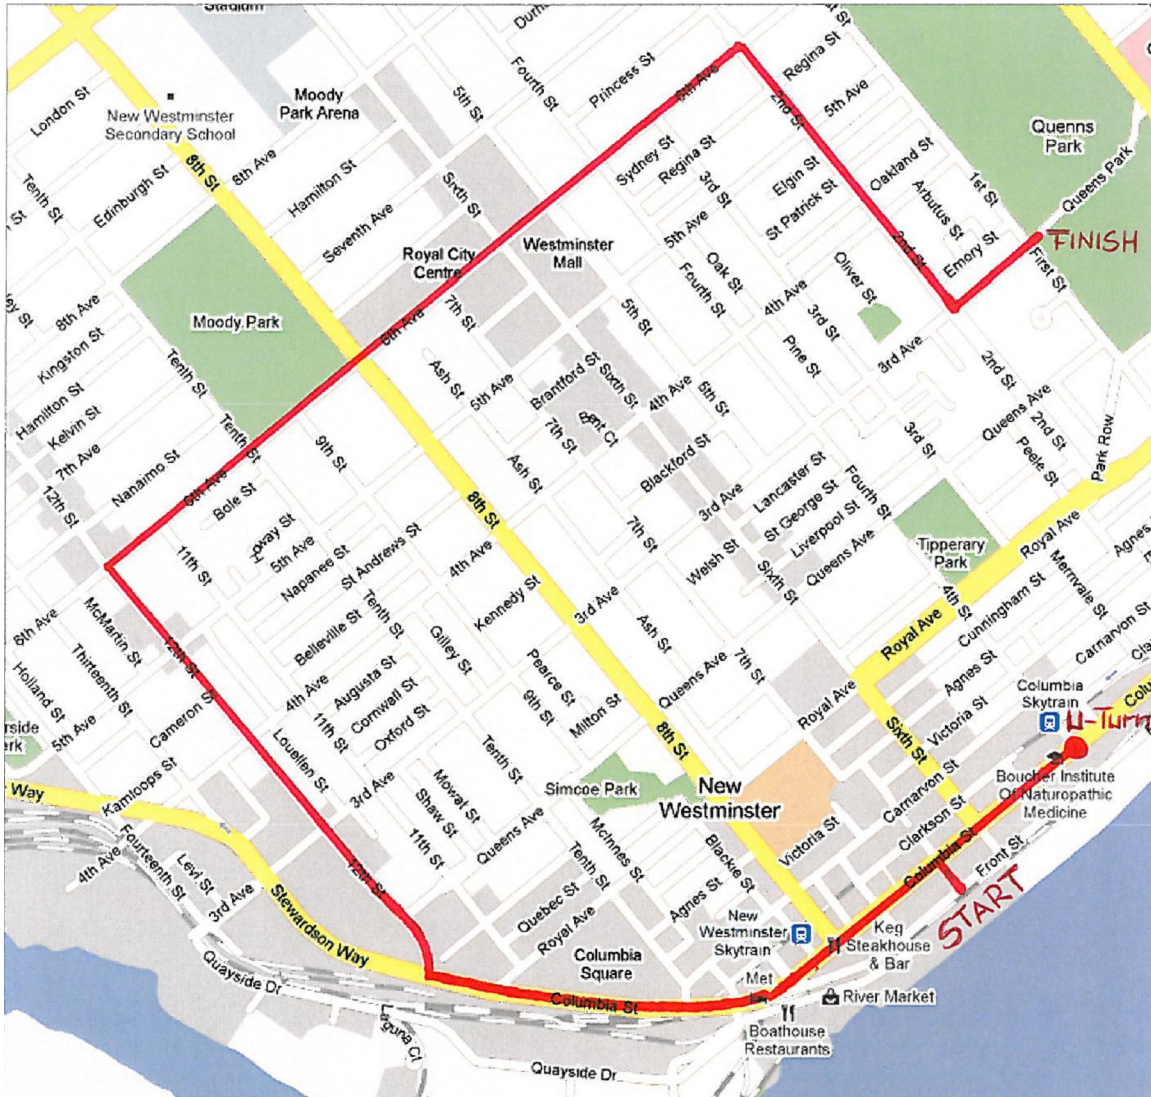 Stadium
Durh
St
Regina St
Princess St
Fourth St
5th St
6th Ave
5th Ave
London St
New Westminster
Secondary School
Moody
Park Arena
8th St
8th Ave
2nd St
Quenns
Park
Queens Park
Oakland St
Sydney St
Regina St
Elgin St
3rd St
St Patrick St
Arbutus St
1st St
Edinburgh St
Hamilton St
Tenth St
Sixth St
Seventh Ave
5th Ave
2nd St
Emory St
FINISH
First St
Royal City
Centre
Westminster
Mall
Oak St
Fourth St
4th Ave
Oliver St
3rd St
8th Ave
Moody Park
6th Ave
7th St
5th St
Pine St
3rd Ave
2nd St
Kingston St
Tenth St
Ash St
5th Ave
Brantford St
Sixth St
4th Ave
5th St
Queens Ave
2nd St
Hamilton St
Kelvin St
7th Ave
Tenth St
9th St
7th St
3rd St
Peele St
Park Row
12th St
Nanaimo St
6th Ave
Bole St
Ash St
Blackford St
Lancaster St
Fourth St
8th St
3rd Ave
St George St
Liverpool St
Queens Ave
Tipperary
Park
Royal Ave
Agnes
11th St
5th Ave
Napanee St
St Andrews St
4th Ave
7th St
Welsh St
Sixth St
4th St
Merrivale St
Cunningham St
6th Ave
McMartin St
Kennedy St
3rd Ave
Ash St
Royal Ave
Carnarvon St
Belleville St
Tenth St
Gilley St
7th St
Agnes St
Thirteenth St
12th St
Holland St
4th Ave
Augusta St
Pearce St
Queens Ave
Columbia
Skytrain
Cornwall St
11th St
9th St
Milton St
Royal Ave
Victoria St
Sixth St
U-Turn
5th Ave
Cameron St
Oxford St
8th St
Louellen St
Tenth St
Kamloops St
3rd Ave
Mowat St
Shaw St
Simcoe Park
New
Westminster
Carnarvon St
Boucher Institute
Of Naturopathic
Medicine
Way
Clarkson St
11th St
Queens Ave
McInnes St
Blackie St
Victoria St
4th Ave
Fourteenth St
Levi St
12th St
Tenth St
Columbia St
Front St
START
3rd Ave
Quebec St
Agnes St
Stewardson Way
Royal Ave
New
Westminster
Skytrain
Keg
Steakhouse
& Bar
Columbia
Square
Quayside Dr
Met
River Market
Columbia St
Laguna Ct
Boathouse
Restaurants
Quayside Dr